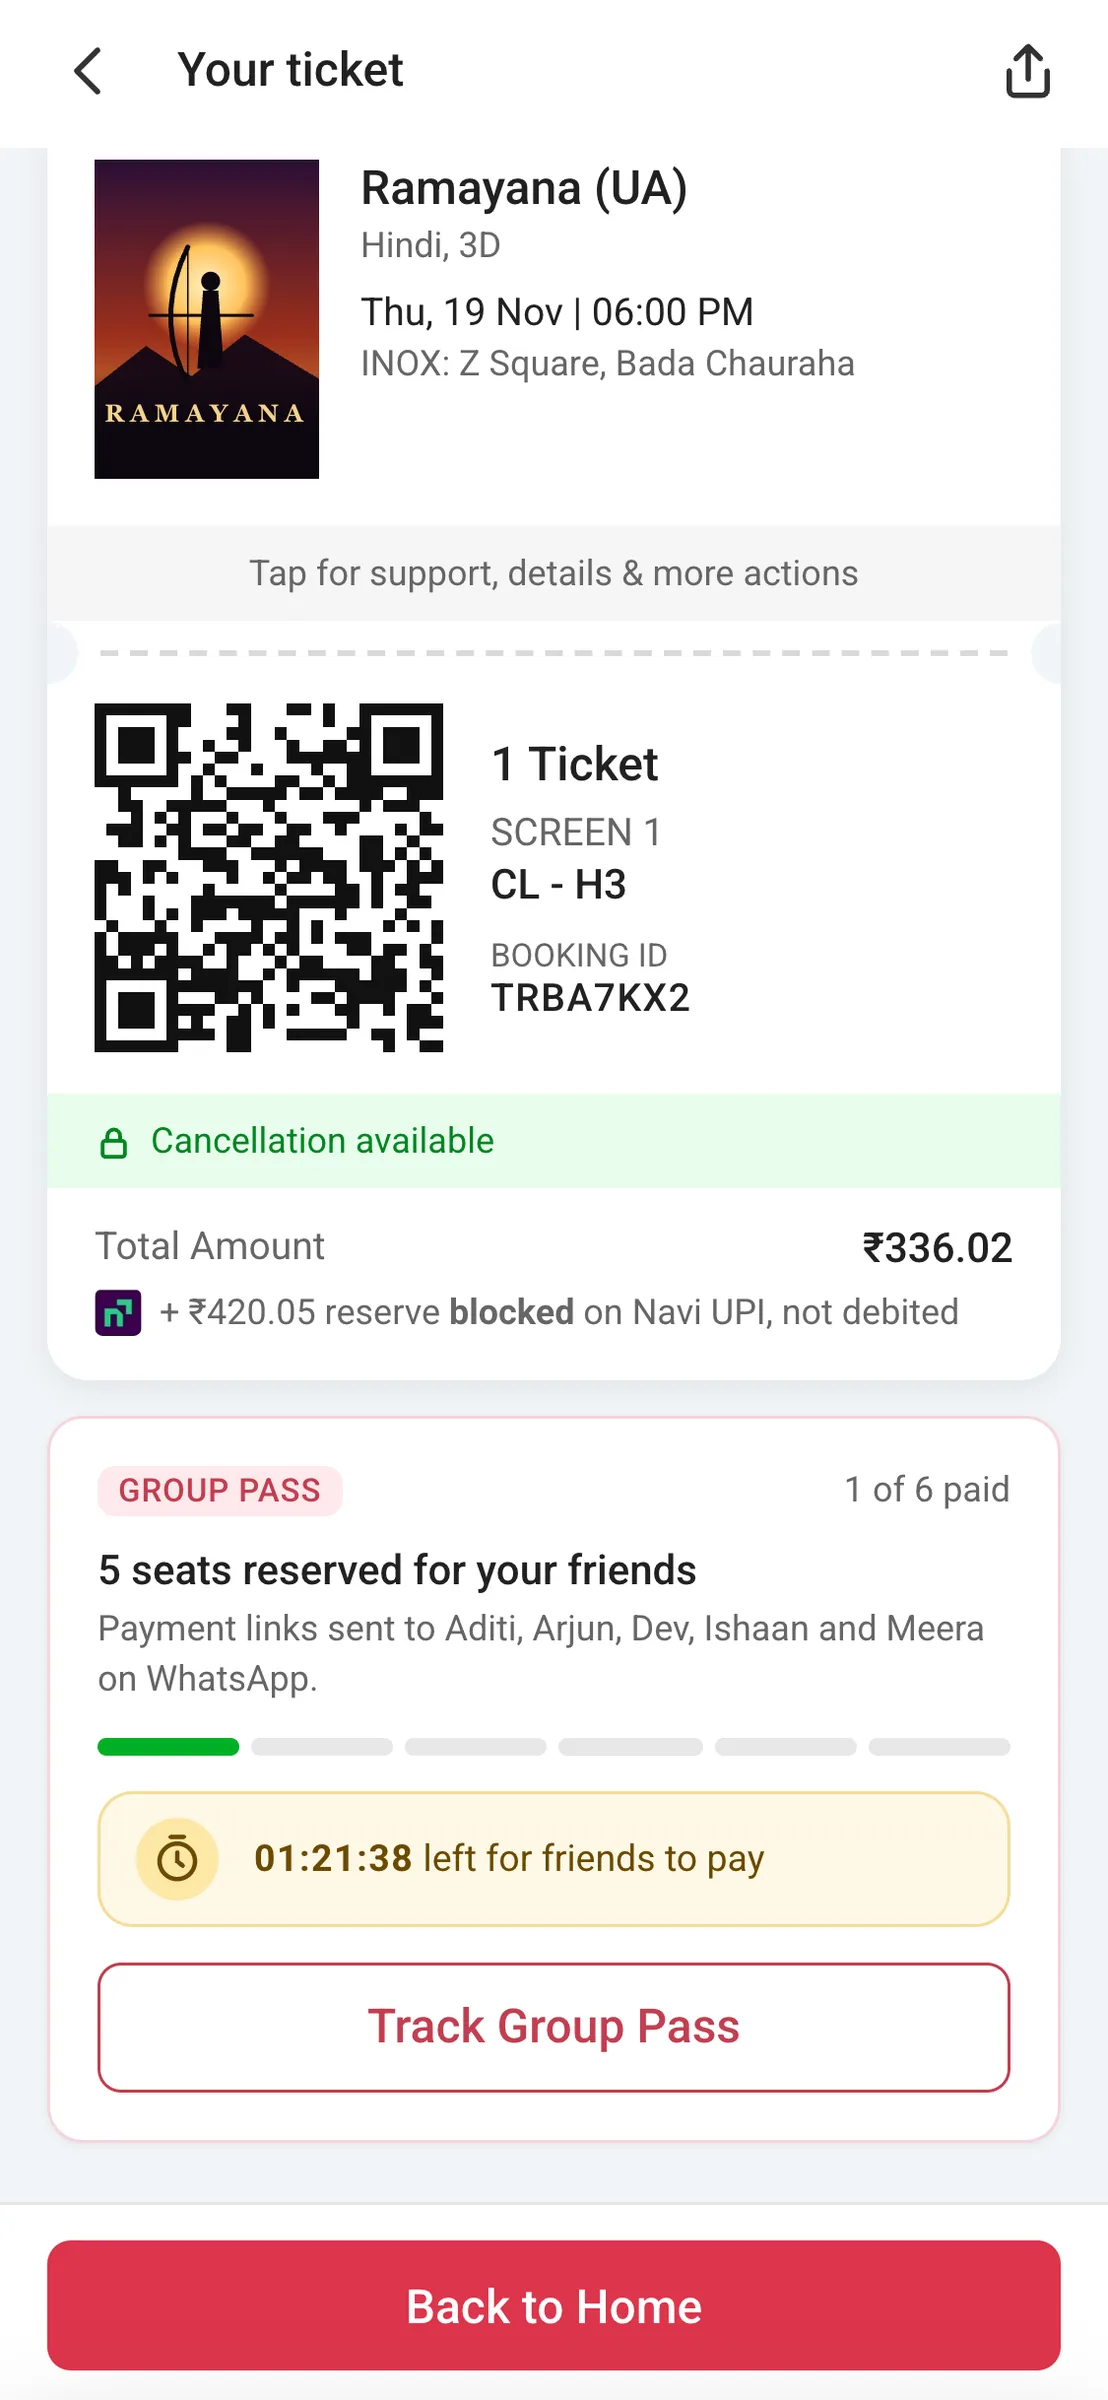 Your ticket
RAMAYANA
Ramayana (UA)
Hindi, 3D
Thu, 19 Nov | 06:00 PM
INOX: Z Square, Bada Chauraha
Tap for support, details & more actions
1 Ticket
SCREEN 1
CL - H3
BOOKING ID
TRBA7KX2
Cancellation available
Total Amount ₹336.02
+ ₹420.05 reserve blocked on Navi UPI, not debited
GROUP PASS 1 of 6 paid
5 seats reserved for your friends
Payment links sent to Aditi, Arjun, Dev, Ishaan and Meera
on WhatsApp.
01:21:38 left for friends to pay
Track Group Pass
Back to Home